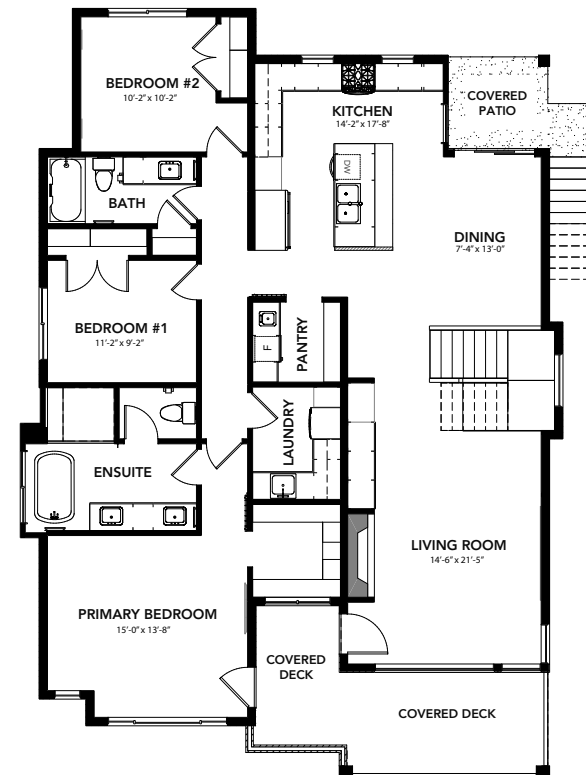 BEDROOM #2
10'-2" x 10'-2"
KITCHEN
14'-2" x 17'-8"
COVERED
PATIO
DW
BATH
DINING
7'-4" x 13'-0"
BEDROOM #1
11'-2" x 9'-2"
F
PANTRY
LAUNDRY
ENSUITE
LIVING ROOM
14'-6" x 21'-5"
PRIMARY BEDROOM
15'-0" x 13'-8"
COVERED
DECK
COVERED DECK